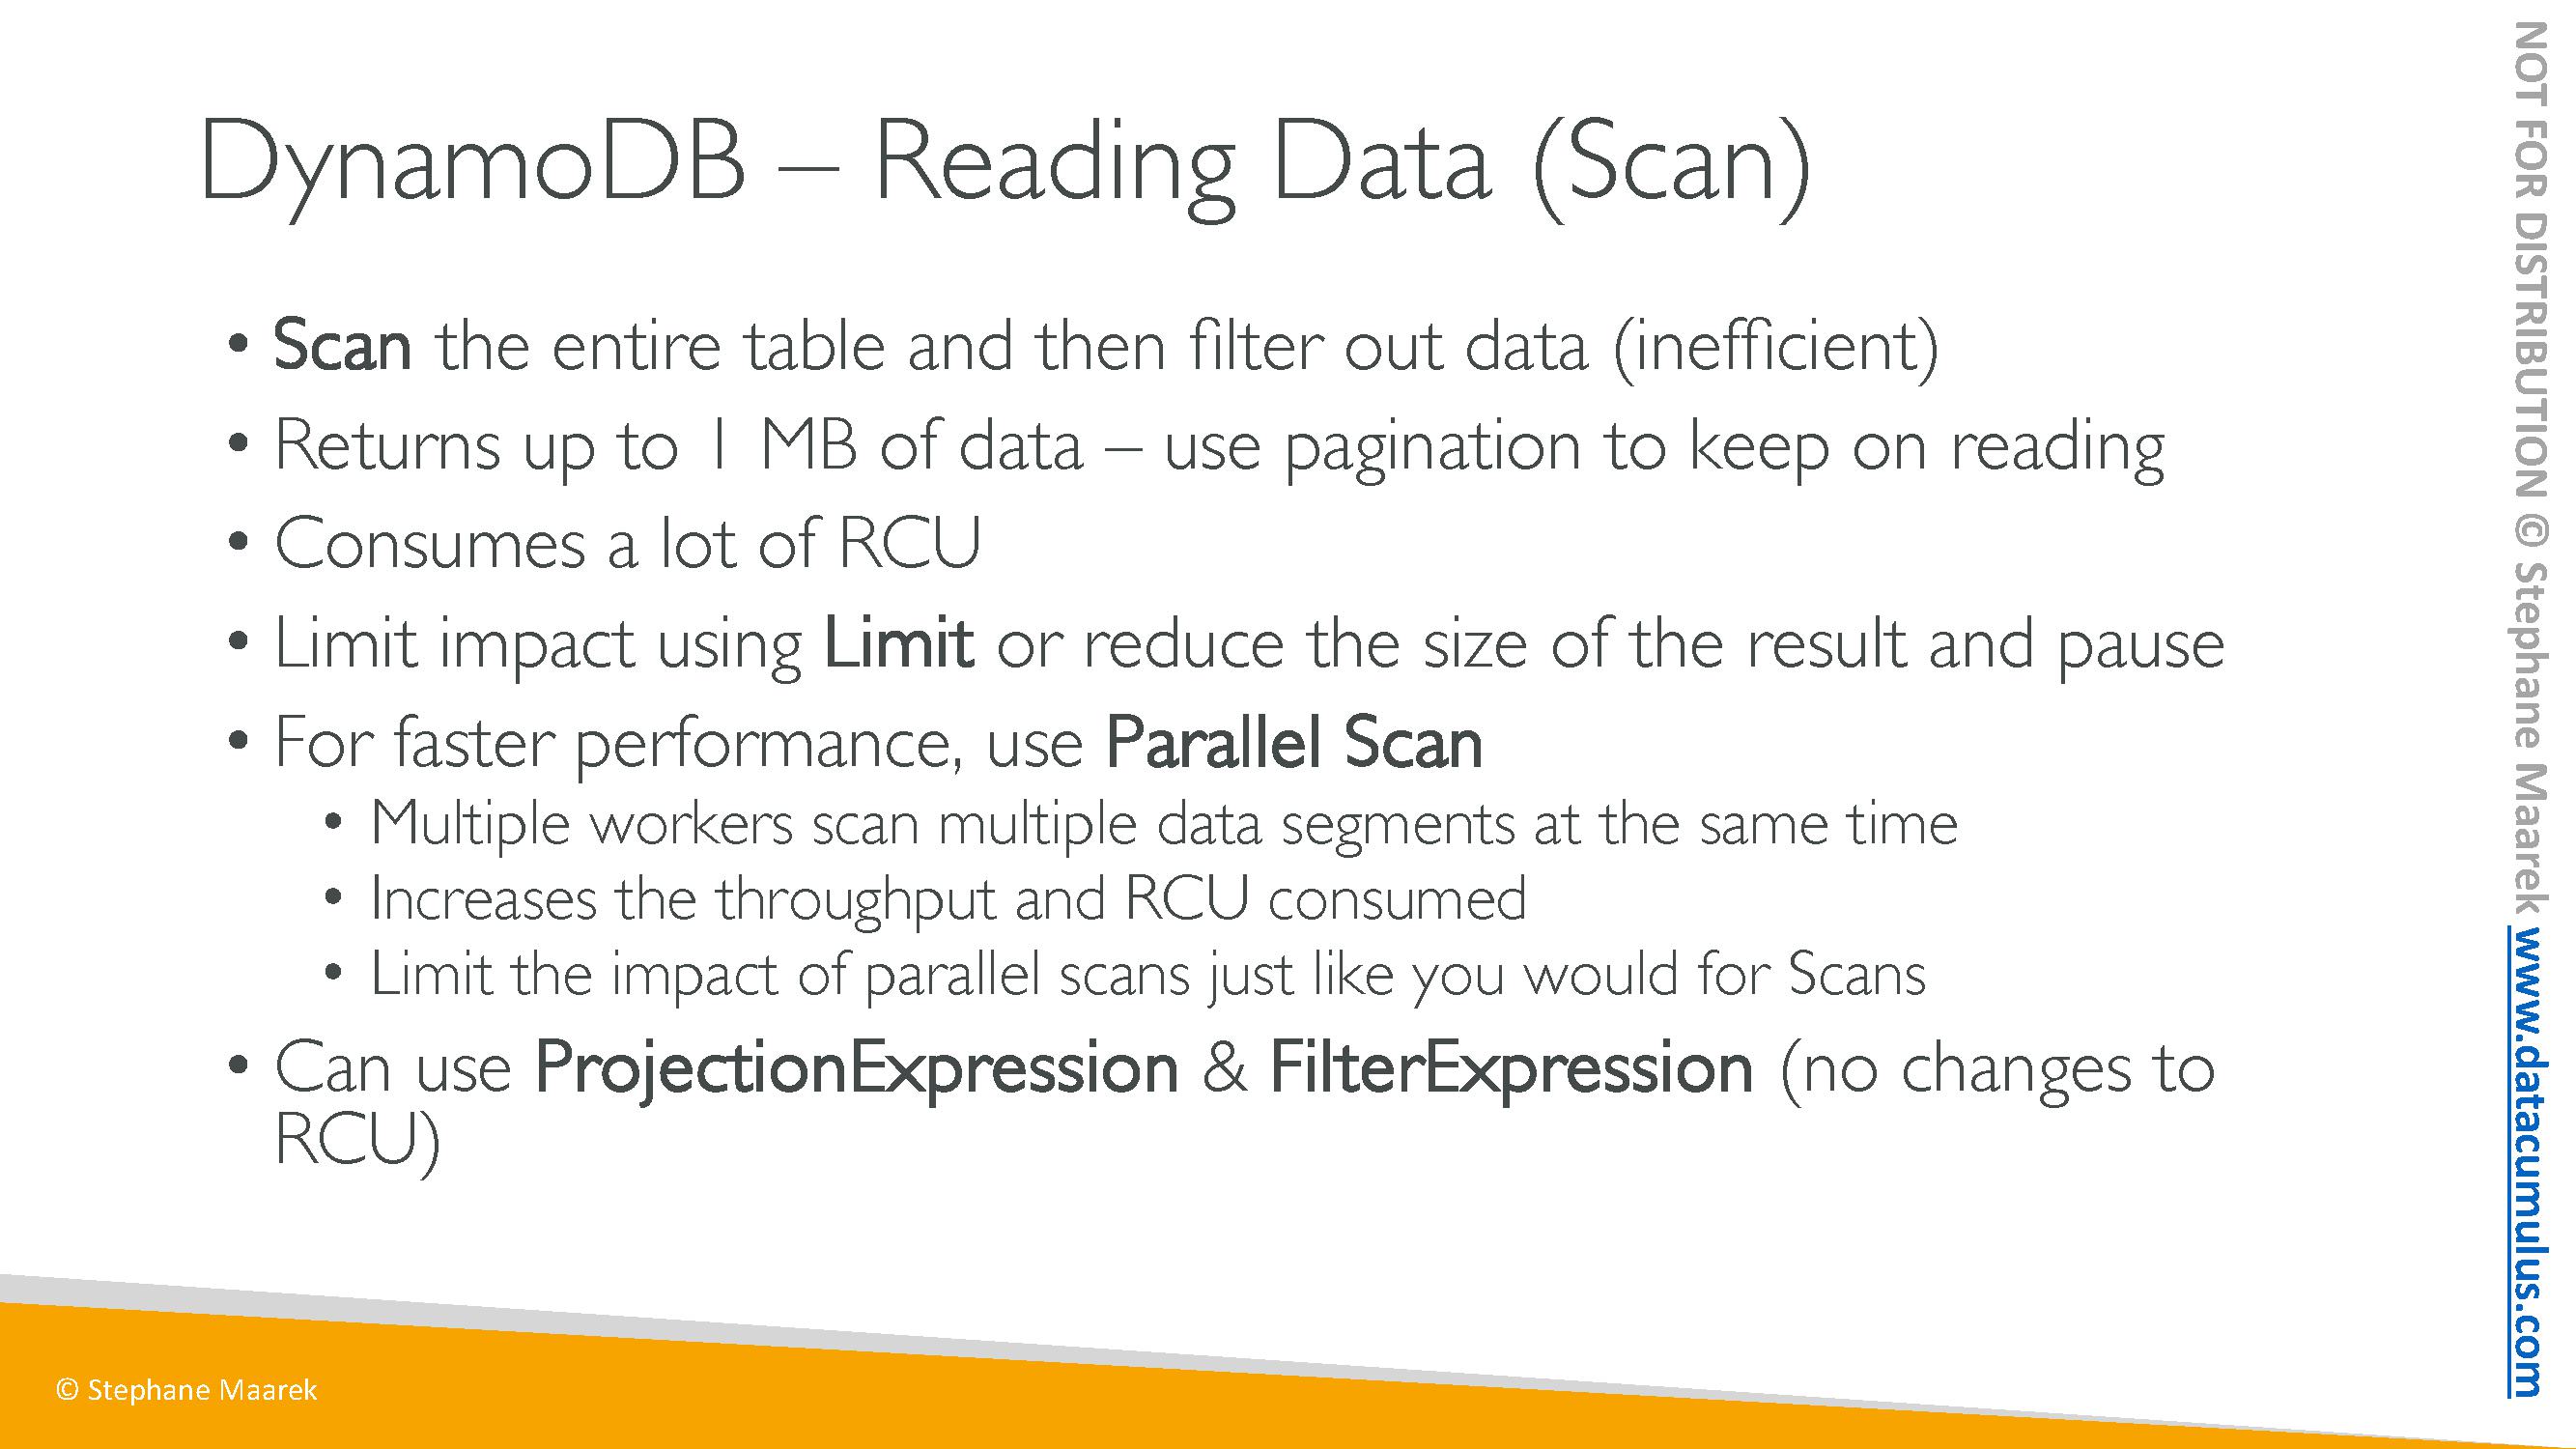 DynamoDB – Reading Data (Scan)
• Scan the entire table and then filter out data (inefficient)
• Returns up to 1 MB of data – use pagination to keep on reading
• Consumes a lot of RCU
• Limit impact using Limit or reduce the size of the result and pause
• For faster performance, use Parallel Scan
• Multiple workers scan multiple data segments at the same time
• Increases the throughput and RCU consumed
• Limit the impact of parallel scans just like you would for Scans
• Can use ProjectionExpression & FilterExpression (no changes to
RCU)
© Stephane Maarek
NOT FOR DISTRIBUTION © Stephane Maarek www.datacumulus.com